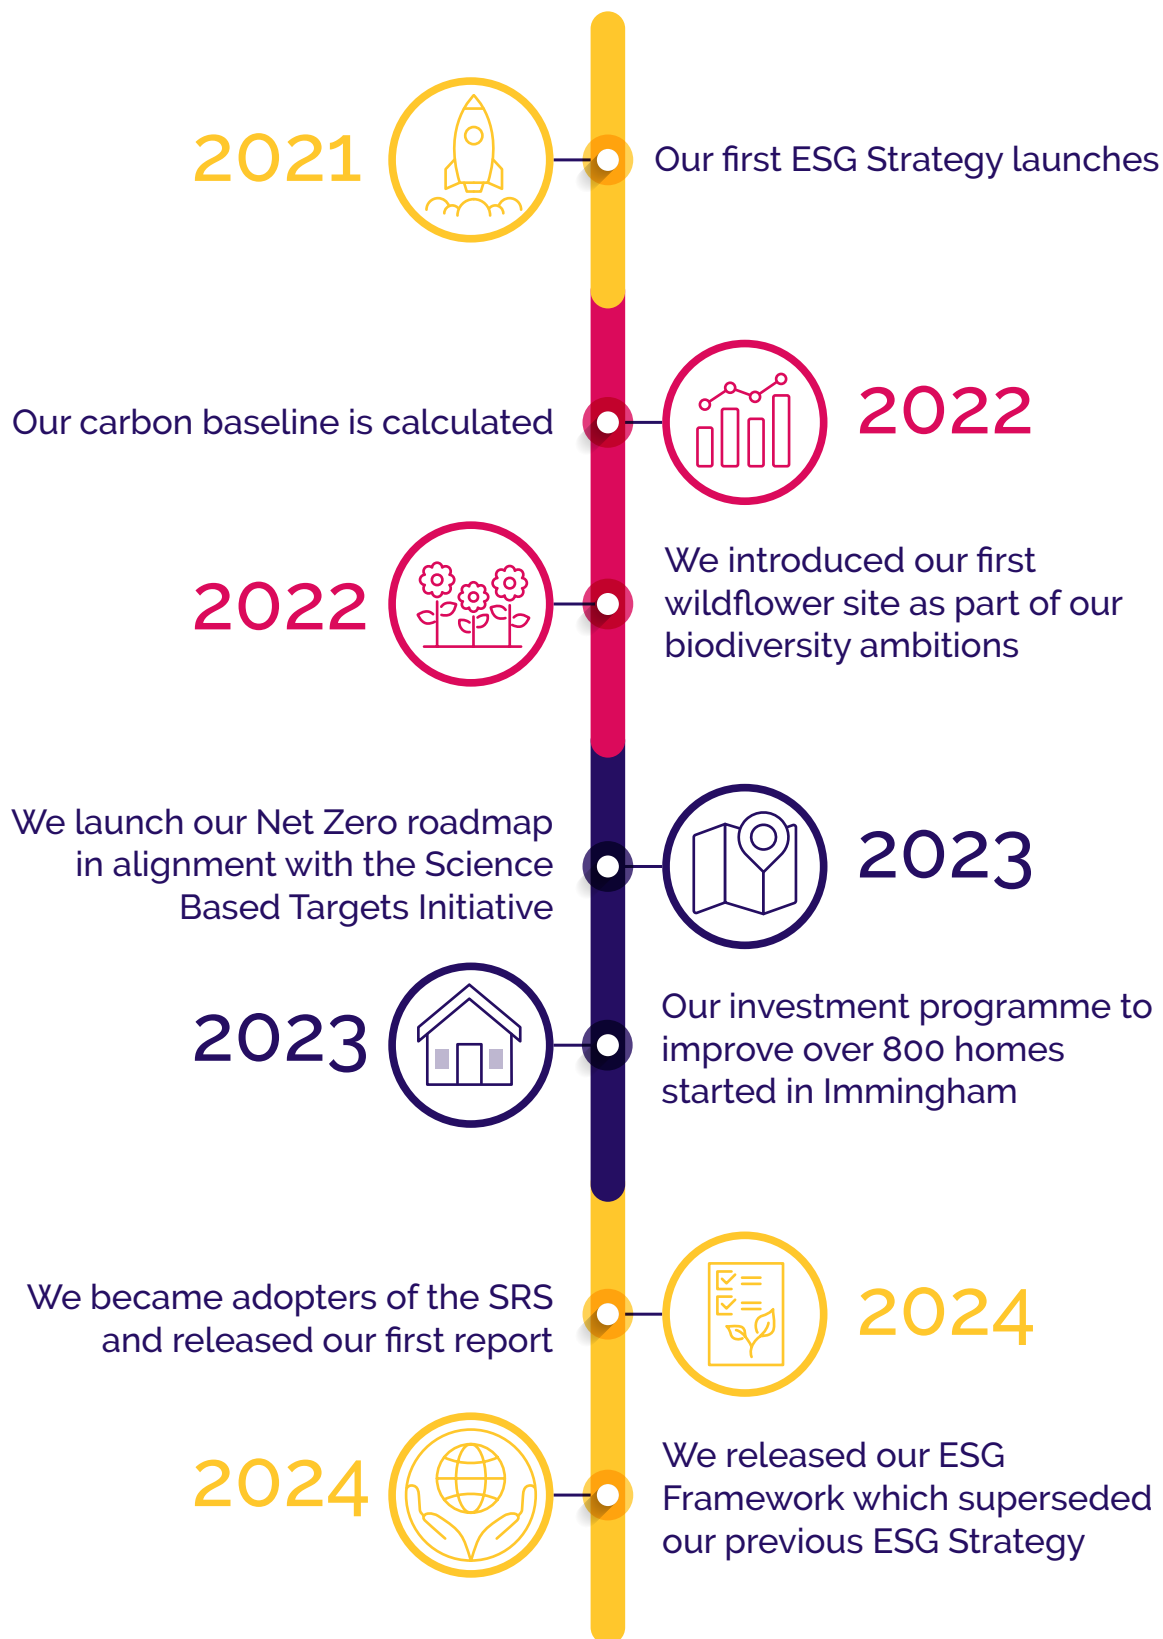 2021
Our first ESG Strategy launches
Our carbon baseline is calculated
2022
2022
We introduced our first
wildflower site as part of our
biodiversity ambitions
We launch our Net Zero roadmap
in alignment with the Science
Based Targets Initiative
2023
2023
Our investment programme to
improve over 800 homes
started in Immingham
We became adopters of the SRS
and released our first report
2024
2024
We released our ESG
Framework which superseded
our previous ESG Strategy